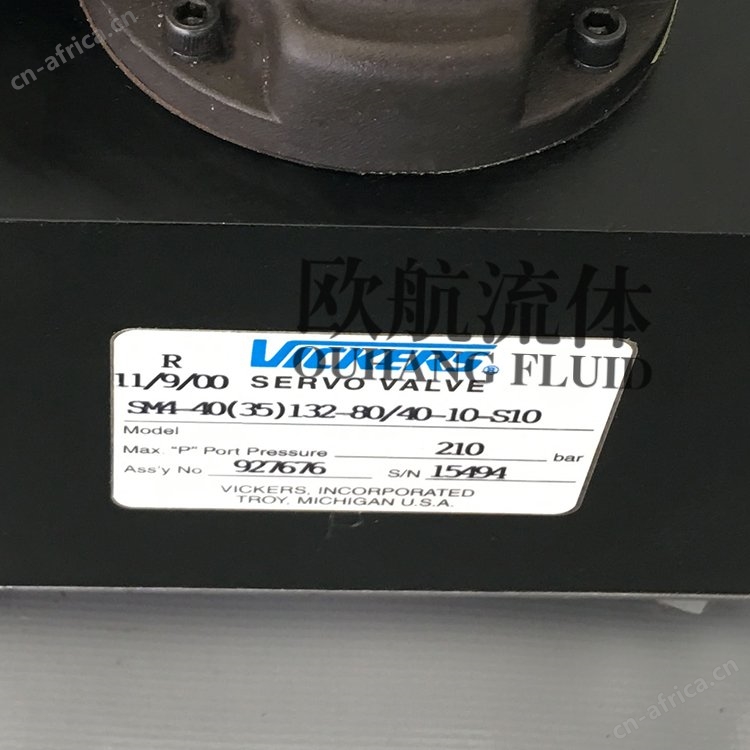 cn-africa.cn
欧航流体
OUHANG FLUID
R
VICKERS®
11/9/00 SERVO VALVE
SM4-40(35)132-80/40-10-S10
Model
Max. "P" Port Pressure 210 bar
Ass'y No 927676 S/N 15494
VICKERS, INCORPORATED
TROY, MICHIGAN U.S.A.
cn-africa.cn